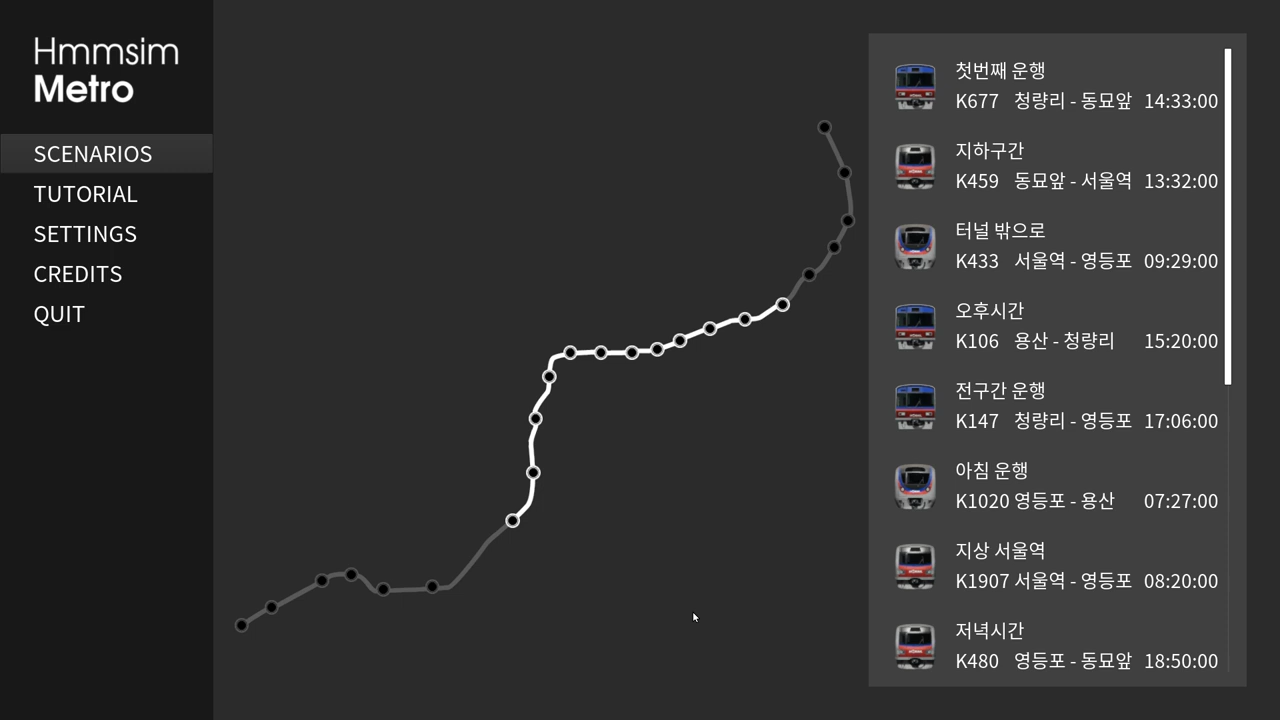 Hmmsim
Metro
SCENARIOS
TUTORIAL
SETTINGS
CREDITS
QUIT
첫번째 운행
K677 청량리 - 동묘앞 14:33:00
지하구간
K459 동묘앞 - 서울역 13:32:00
터널 밖으로
K433 서울역 - 영등포 09:29:00
오후시간
K106 용산 - 청량리 15:20:00
전구간 운행
K147 청량리 - 영등포 17:06:00
아침 운행
K1020 영등포 - 용산 07:27:00
지상 서울역
K1907 서울역 - 영등포 08:20:00
저녁시간
K480 영등포 - 동묘앞 18:50:00